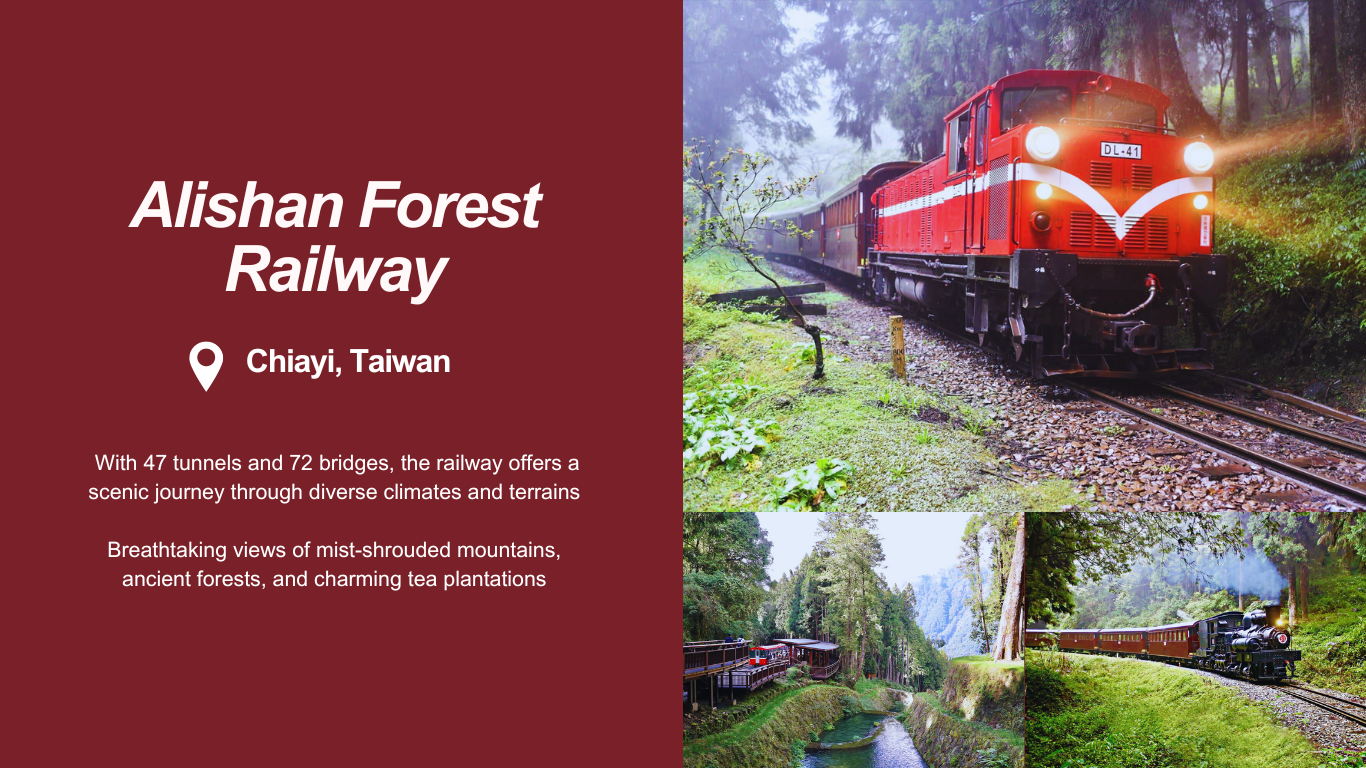 Alishan Forest
Railway
Chiayi, Taiwan
With 47 tunnels and 72 bridges, the railway offers a
scenic journey through diverse climates and terrains
Breathtaking views of mist-shrouded mountains,
ancient forests, and charming tea plantations
DL-41